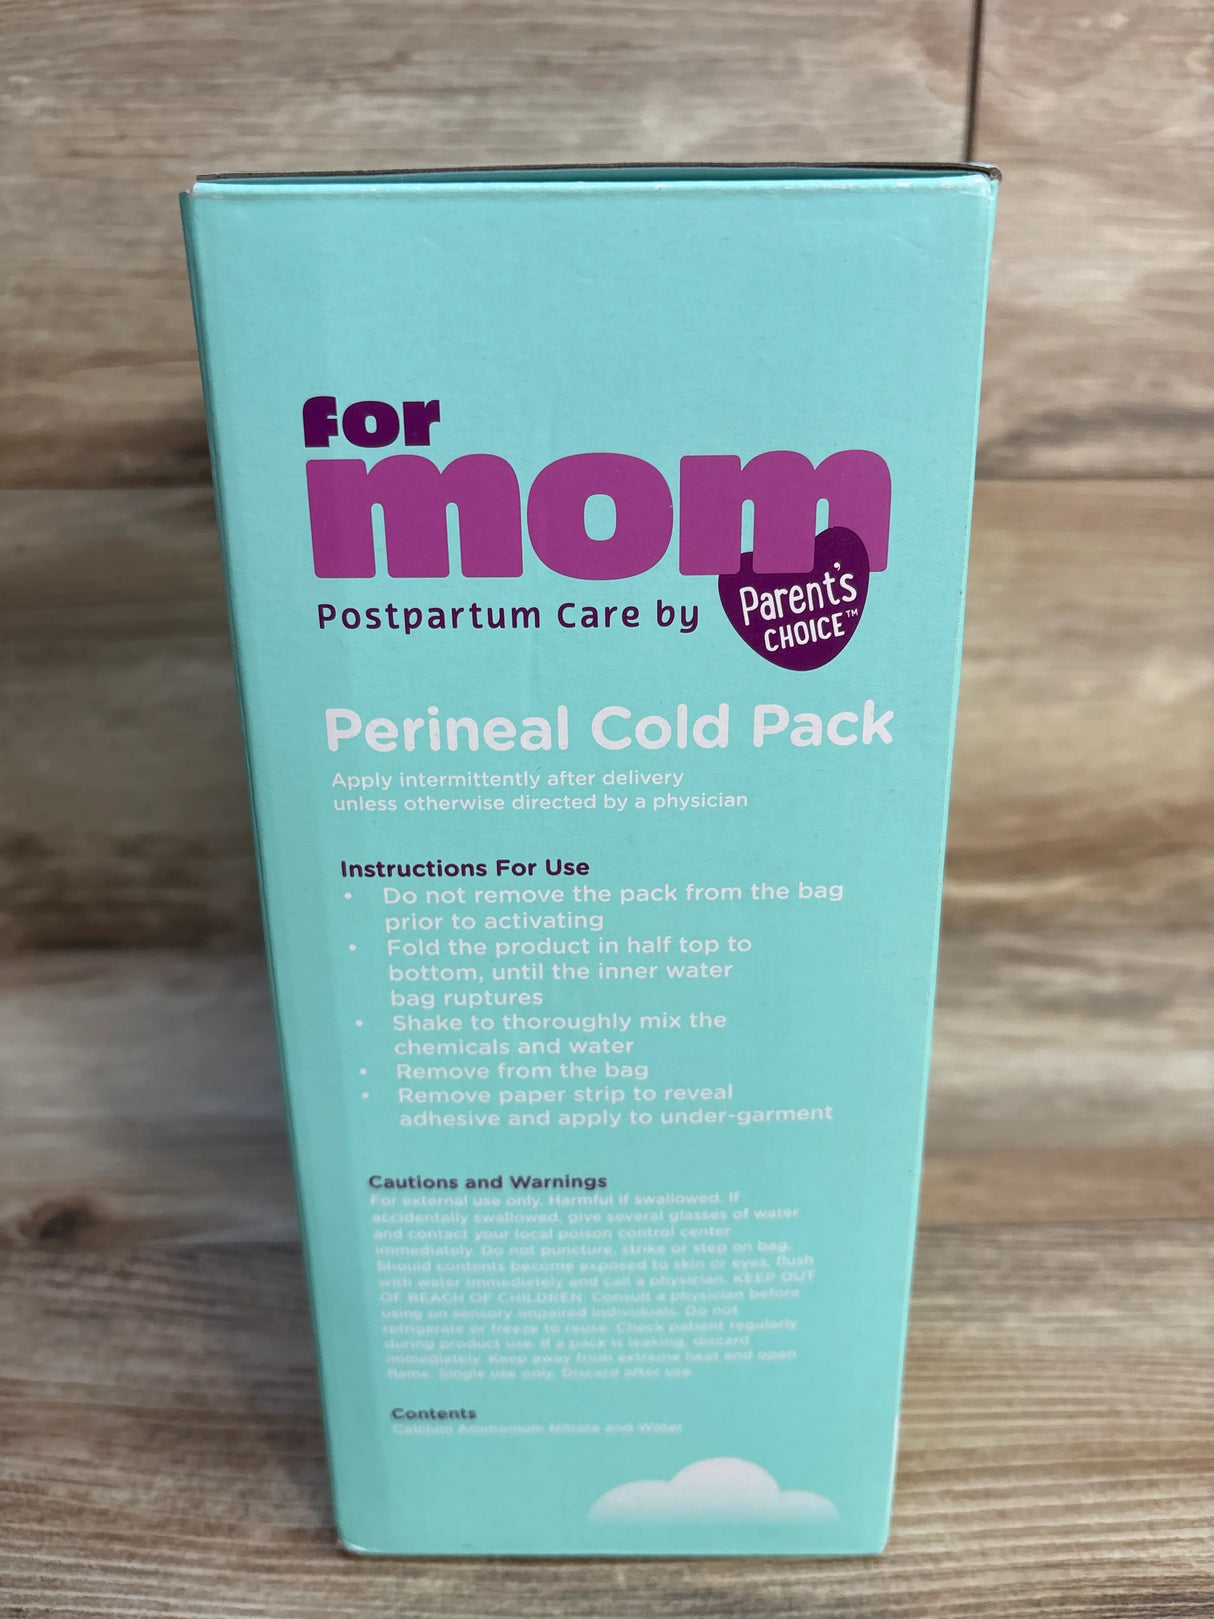 for
mom
Postpartum Care by
Parent's
CHOICE™
Perineal Cold Pack
Apply intermittently after delivery
unless otherwise directed by a physician
Instructions For Use
• Do not remove the pack from the bag
prior to activating
• Fold the product in half top to
bottom, until the inner water
bag ruptures
• Shake to thoroughly mix the
chemicals and water
• Remove from the bag
• Remove paper strip to reveal
adhesive and apply to under-garment
Cautions and Warnings
For external use only. Harmful if swallowed. If
accidentally swallowed, give several glasses of water
and contact your local poison control center
immediately. Do not puncture, strike or step on bag.
Should contents become exposed to skin or eyes, flush
with water immediately and call a physician. KEEP OUT
OF REACH OF CHILDREN. Consult a physician before
using on sensory impaired individuals. Do not
refrigerate or freeze to reuse. Check patient regularly
during product use. If a pack is leaking, discard
immediately. Keep away from extreme heat and open
flame. Single use only. Discard after use.
Contents
Calcium Ammonium Nitrate and Water